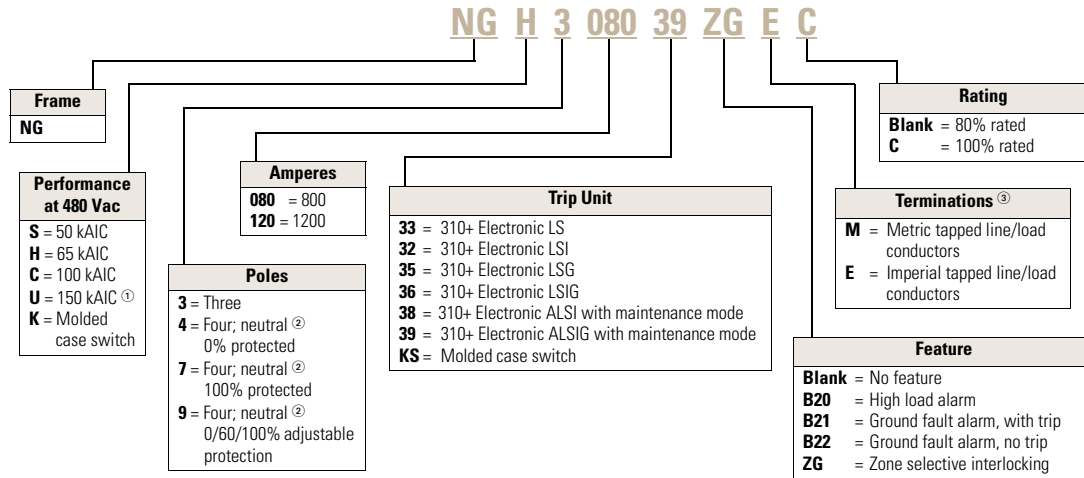 NG H 3 080 39 ZG E C
Frame
NG
Performance
at 480 Vac
S = 50 kAIC
H = 65 kAIC
C = 100 kAIC
U = 150 kAIC ①
K = Molded
case switch
Poles
3 = Three
4 = Four; neutral ②
0% protected
7 = Four; neutral ②
100% protected
9 = Four; neutral ②
0/60/100% adjustable
protection
Amperes
080 = 800
120 = 1200
Trip Unit
33 = 310+ Electronic LS
32 = 310+ Electronic LSI
35 = 310+ Electronic LSG
36 = 310+ Electronic LSIG
38 = 310+ Electronic ALSI with maintenance mode
39 = 310+ Electronic ALSIG with maintenance mode
KS = Molded case switch
Rating
Blank = 80% rated
C = 100% rated
Terminations ③
M = Metric tapped line/load
conductors
E = Imperial tapped line/load
conductors
Feature
Blank = No feature
B20 = High load alarm
B21 = Ground fault alarm, with trip
B22 = Ground fault alarm, no trip
ZG = Zone selective interlocking